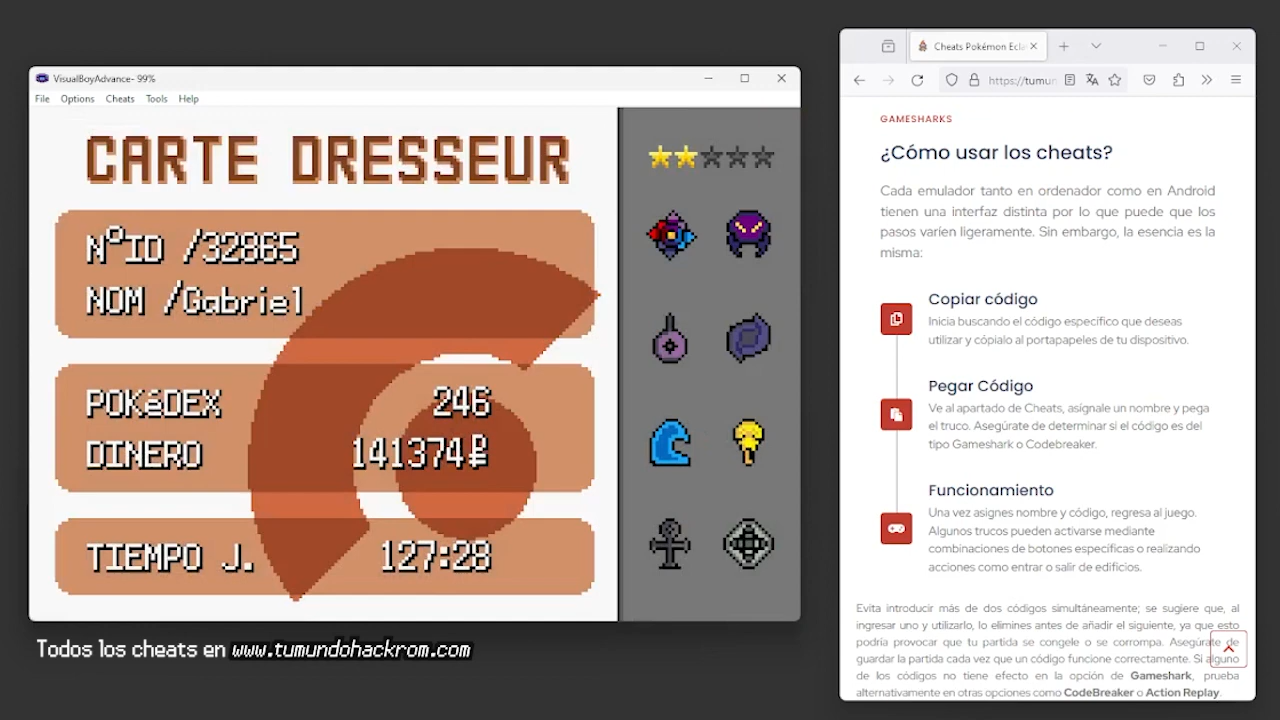 VisualBoyAdvance- 99%
File Options Cheats Tools Help
CARTE DRESSEUR
NºID /32865
NOM /Gabriel
POKéDEX 246
DINERO 141374₽
TIEMPO J. 127:28
Todos los cheats en www.tumundohackrom.com
Cheats Pokémon Ecl
https://tumun
GAMESHARKS
¿Cómo usar los cheats?
Cada emulador tanto en ordenador como en Android
tienen una interfaz distinta por lo que puede que los
pasos varíen ligeramente. Sin embargo, la esencia es la
misma:
Copiar código
Inicia buscando el código específico que deseas
utilizar y cópialo al portapapeles de tu dispositivo.
Pegar Código
Ve al apartado de Cheats, asígnale un nombre y pega
el truco. Asegúrate de determinar si el código es del
tipo Gameshark o Codebreaker.
Funcionamiento
Una vez asignes nombre y código, regresa al juego.
Algunos trucos pueden activarse mediante
combinaciones de botones específicas o realizando
acciones como entrar o salir de edificios.
Evita introducir más de dos códigos simultáneamente; se sugiere que, al
ingresar uno y utilizarlo, lo elimines antes de añadir el siguiente, ya que esto
podría provocar que tu partida se congele o se corrompa. Asegúrate de
guardar la partida cada vez que un código funcione correctamente. Si alguno
de los códigos no tiene efecto en la opción de Gameshark, prueba
alternativamente en otras opciones como CodeBreaker o Action Replay.